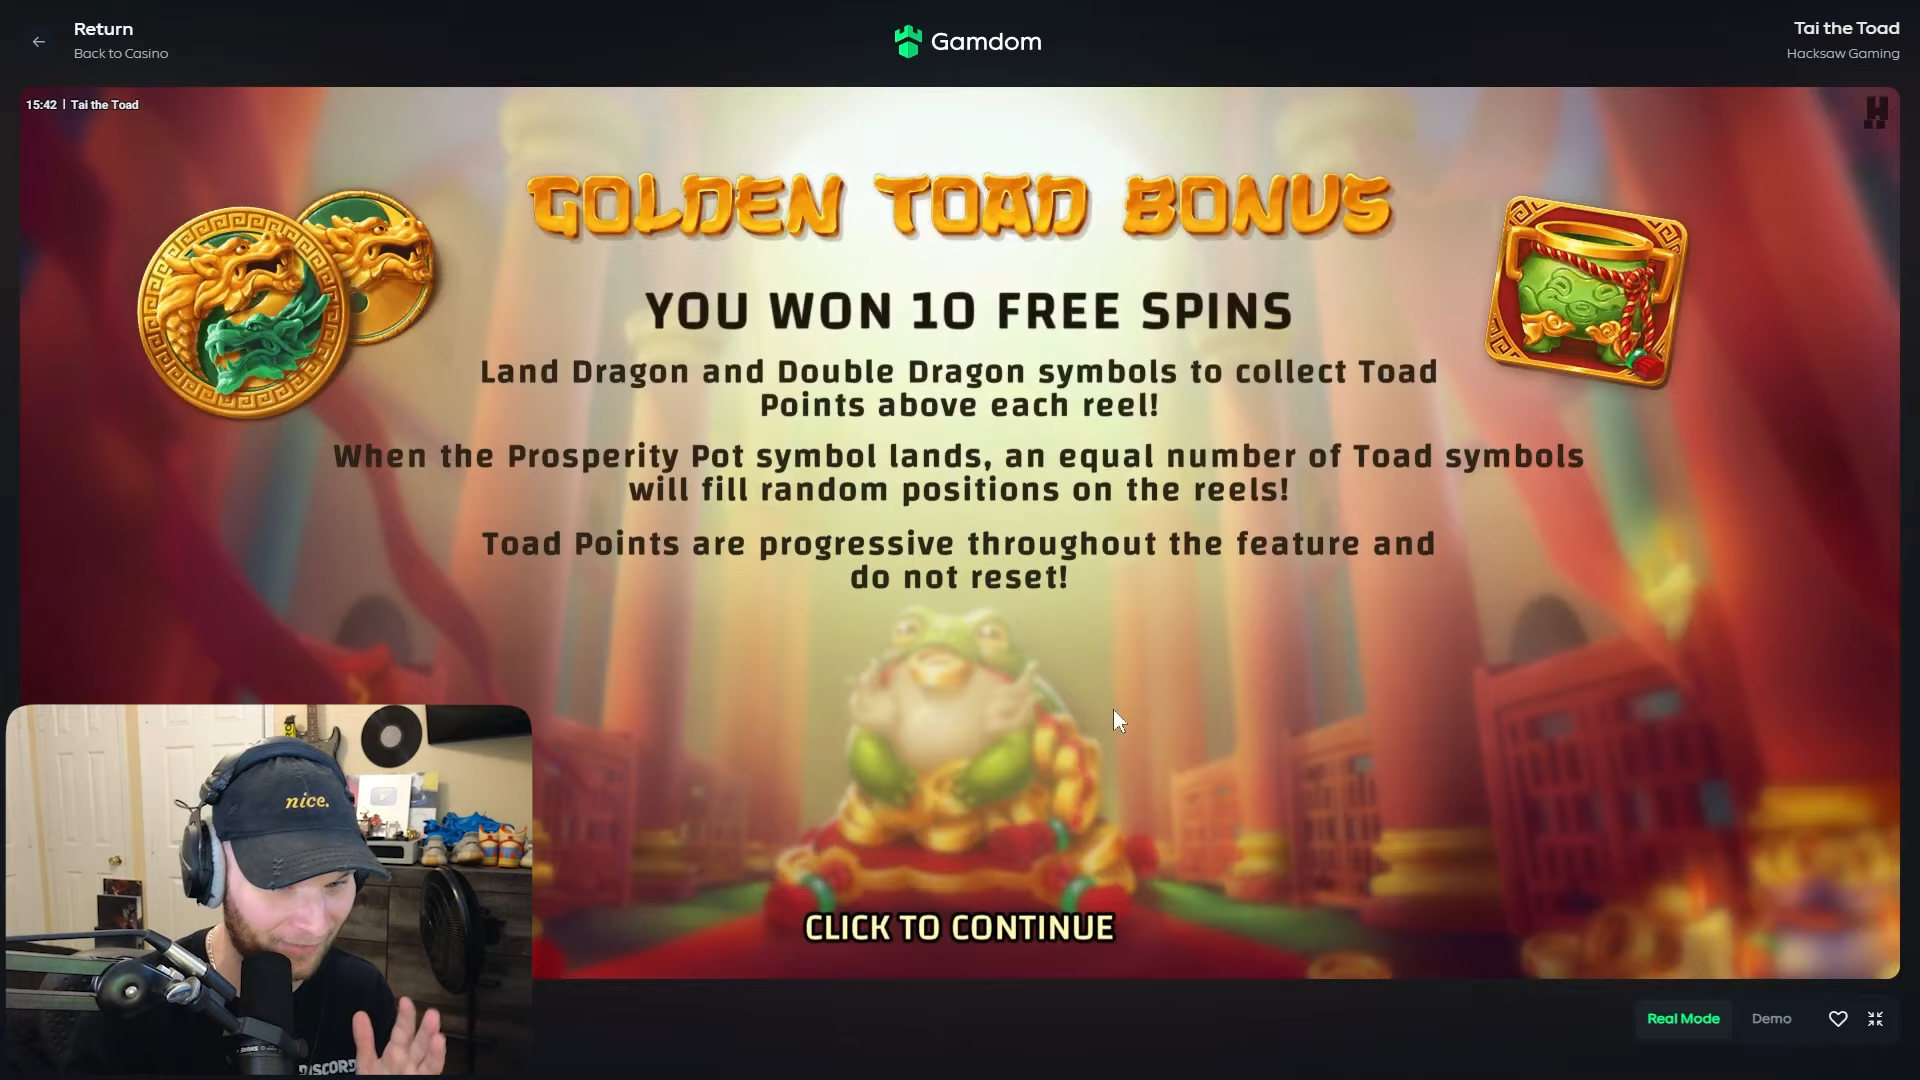 Return
Back to Casino
Gamdom
Tai the Toad
Hacksaw Gaming
15:42 | Tai the Toad
GOLDEN TOAD BONUS
YOU WON 10 FREE SPINS
Land Dragon and Double Dragon symbols to collect Toad
Points above each reel!
When the Prosperity Pot symbol lands, an equal number of Toad symbols
will fill random positions on the reels!
Toad Points are progressive throughout the feature and
do not reset!
CLICK TO CONTINUE
nice.
DISCORD
Real Mode
Demo